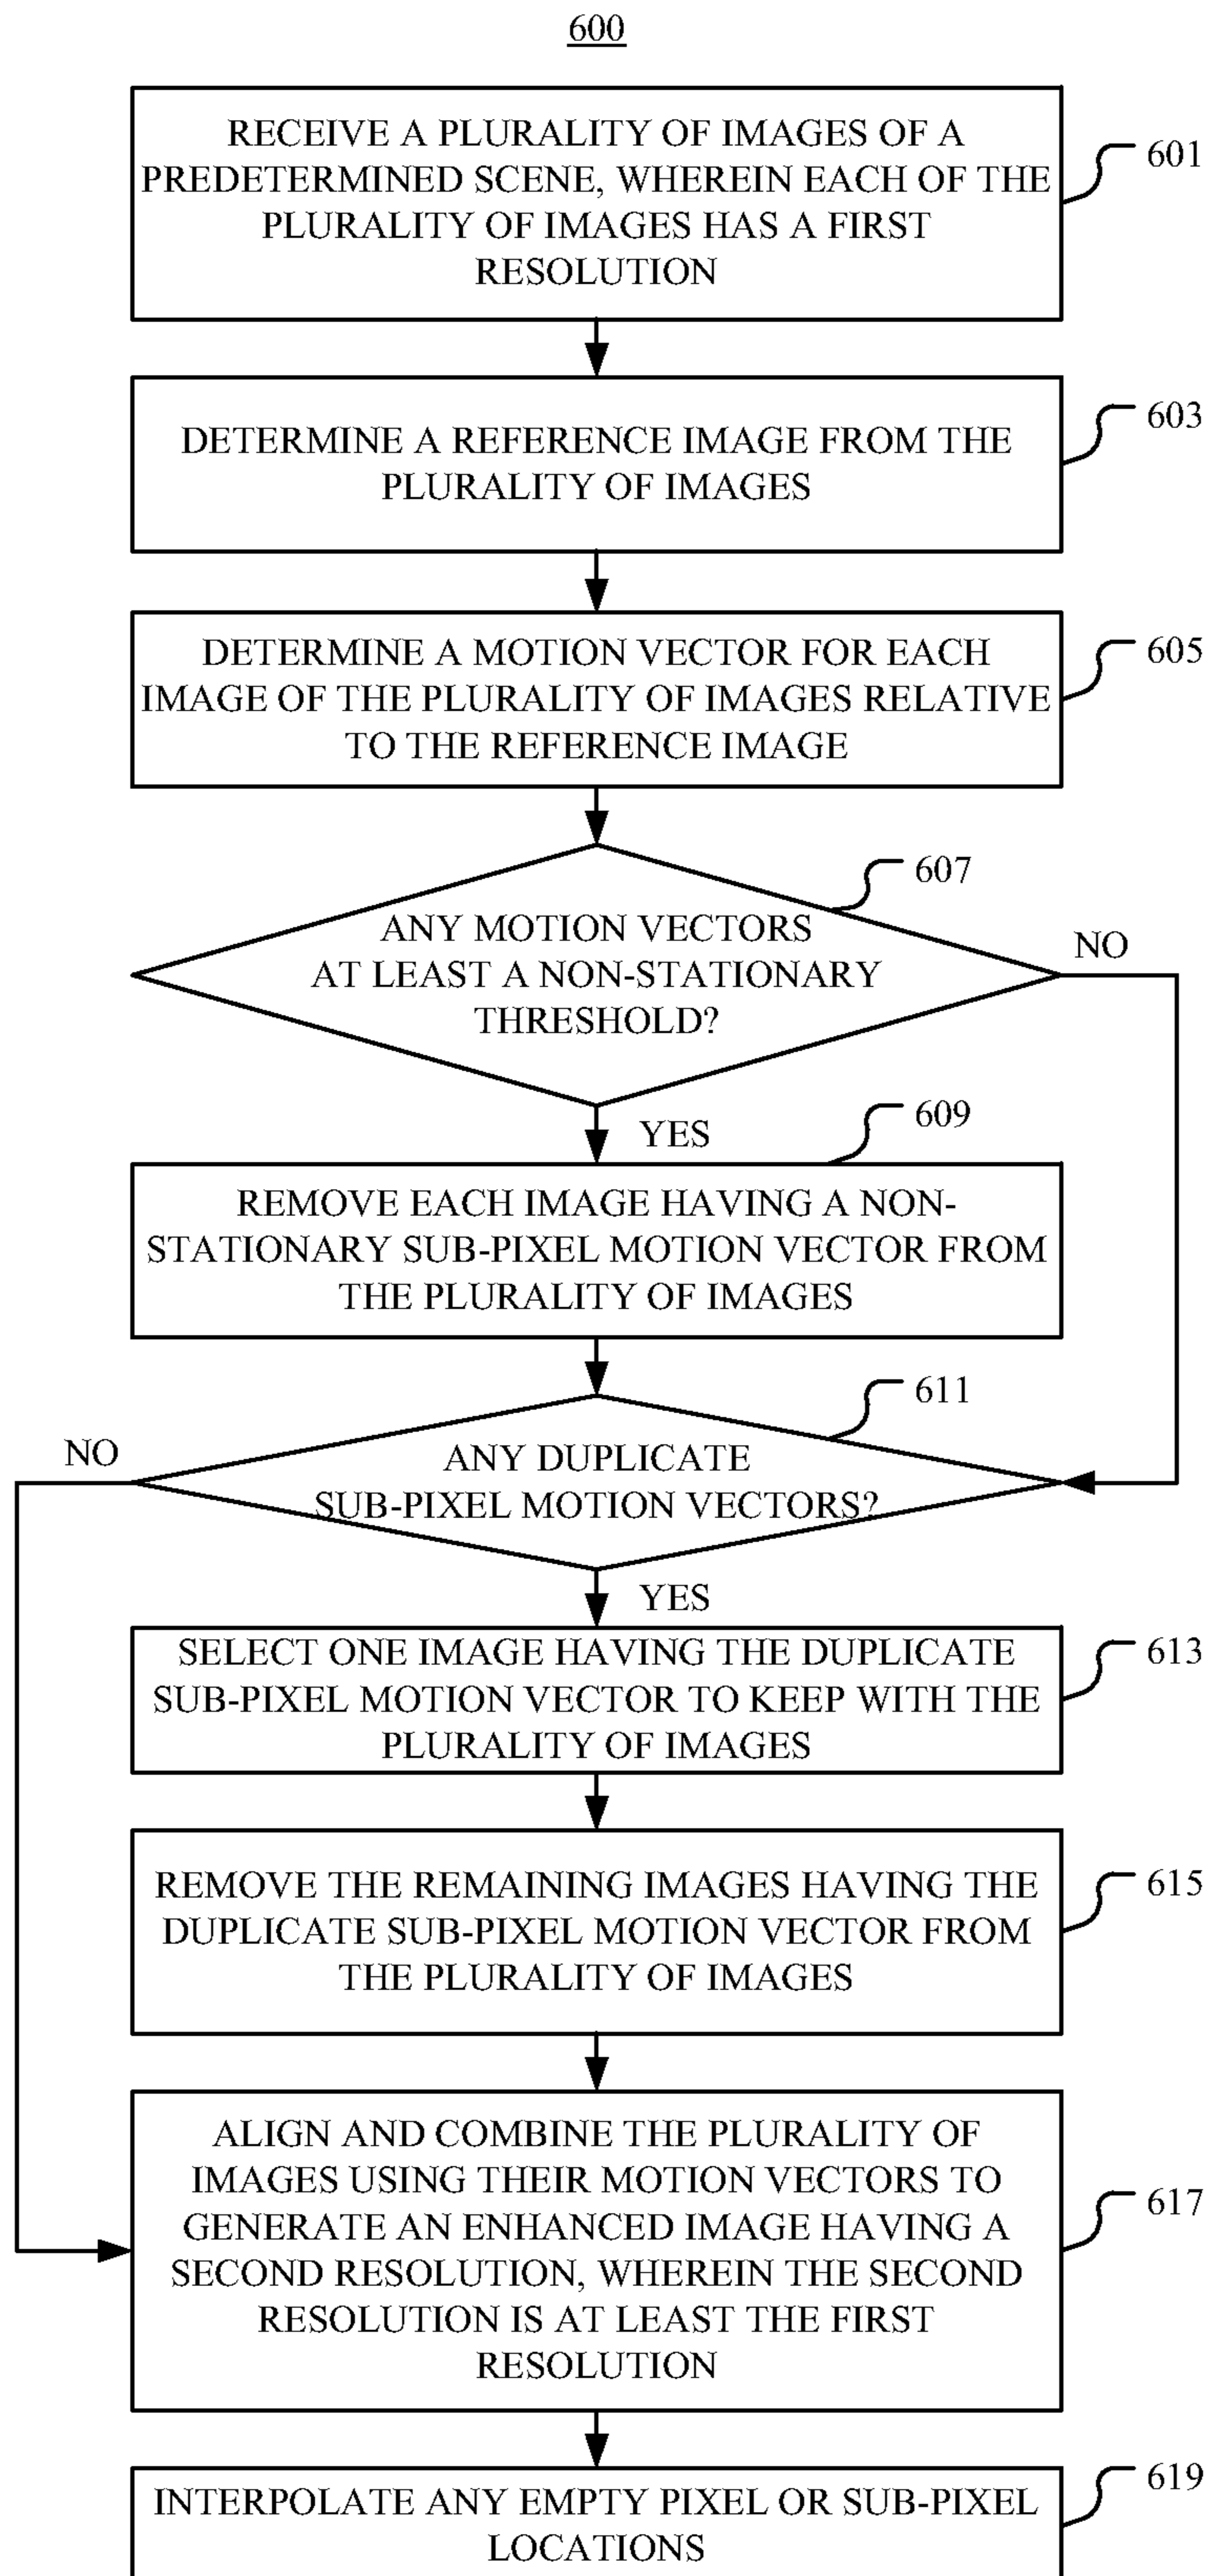 600
RECEIVE A PLURALITY OF IMAGES OF A
PREDETERMINED SCENE, WHEREIN EACH OF THE
PLURALITY OF IMAGES HAS A FIRST
RESOLUTION
601
DETERMINE A REFERENCE IMAGE FROM THE
PLURALITY OF IMAGES
603
DETERMINE A MOTION VECTOR FOR EACH
IMAGE OF THE PLURALITY OF IMAGES RELATIVE
TO THE REFERENCE IMAGE
605
607
ANY MOTION VECTORS
AT LEAST A NON-STATIONARY
THRESHOLD?
NO
YES
609
REMOVE EACH IMAGE HAVING A NON-
STATIONARY SUB-PIXEL MOTION VECTOR FROM
THE PLURALITY OF IMAGES
611
NO
ANY DUPLICATE
SUB-PIXEL MOTION VECTORS?
YES
SELECT ONE IMAGE HAVING THE DUPLICATE
SUB-PIXEL MOTION VECTOR TO KEEP WITH THE
PLURALITY OF IMAGES
613
REMOVE THE REMAINING IMAGES HAVING THE
DUPLICATE SUB-PIXEL MOTION VECTOR FROM
THE PLURALITY OF IMAGES
615
ALIGN AND COMBINE THE PLURALITY OF
IMAGES USING THEIR MOTION VECTORS TO
GENERATE AN ENHANCED IMAGE HAVING A
SECOND RESOLUTION, WHEREIN THE SECOND
RESOLUTION IS AT LEAST THE FIRST
RESOLUTION
617
INTERPOLATE ANY EMPTY PIXEL OR SUB-PIXEL
LOCATIONS
619